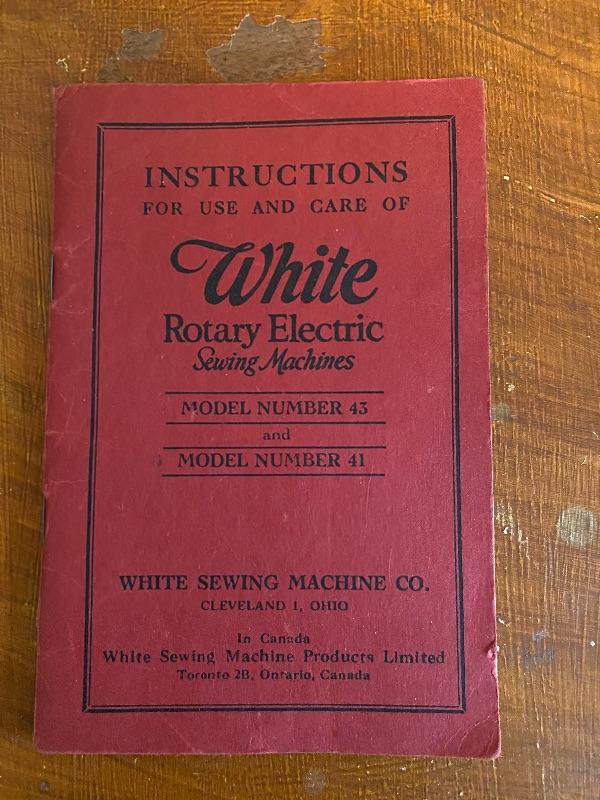 INSTRUCTIONS
FOR USE AND CARE OF
White
Rotary Electric
Sewing Machines
MODEL NUMBER 43
and
MODEL NUMBER 41
WHITE SEWING MACHINE CO.
CLEVELAND 1, OHIO
In Canada
White Sewing Machine Products Limited
Toronto 2B, Ontario, Canada